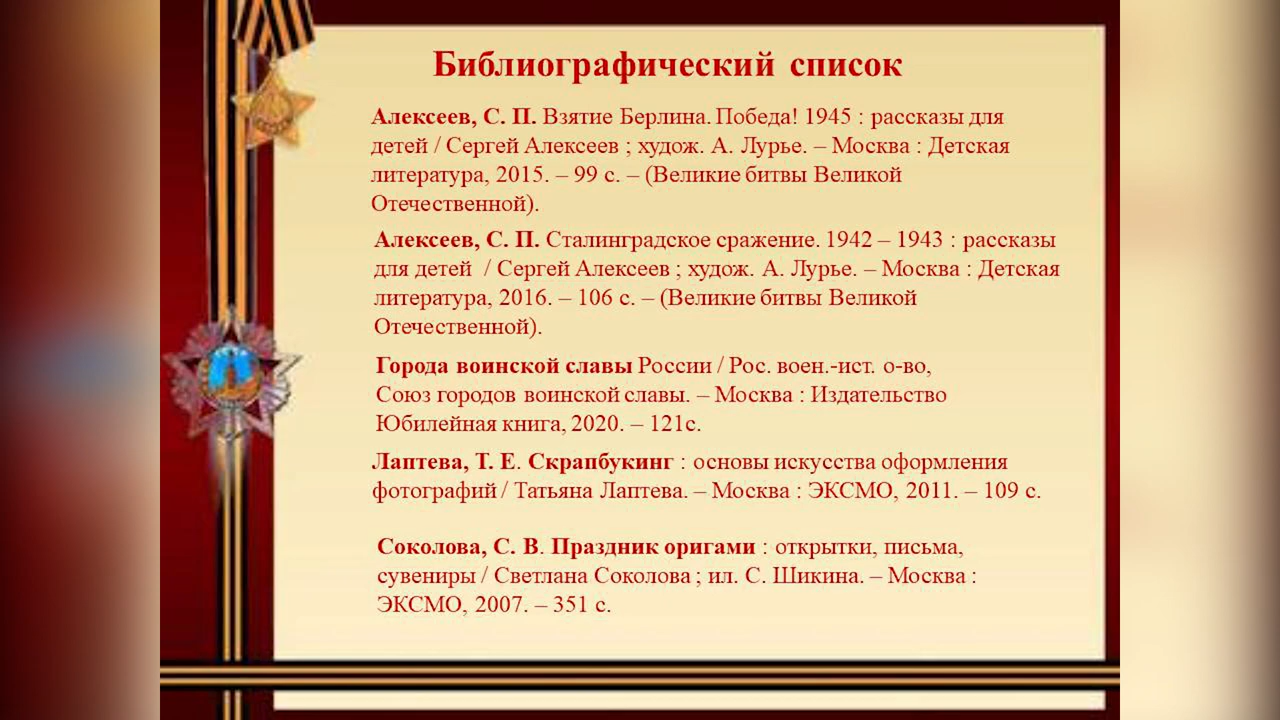 Библиографический список
Алексеев, С. П. Взятие Берлина. Победа! 1945 : рассказы для
детей / Сергей Алексеев ; худож. А. Лурье. – Москва : Детская
литература, 2015. – 99 с. – (Великие битвы Великой
Отечественной).
Алексеев, С. П. Сталинградское сражение. 1942 – 1943 : рассказы
для детей  / Сергей Алексеев ; худож. А. Лурье. – Москва : Детская
литература, 2016. – 106 с. – (Великие битвы Великой
Отечественной).
Города воинской славы России / Рос. воен.-ист. о-во,
Союз городов воинской славы. – Москва : Издательство
Юбилейная книга, 2020. – 121с.
Лаптева, Т. Е. Скрапбукинг : основы искусства оформления
фотографий / Татьяна Лаптева. – Москва : ЭКСМО, 2011. – 109 с.
Соколова, С. В. Праздник оригами : открытки, письма,
сувениры / Светлана Соколова ; ил. С. Шикина. – Москва :
ЭКСМО, 2007. – 351 с.